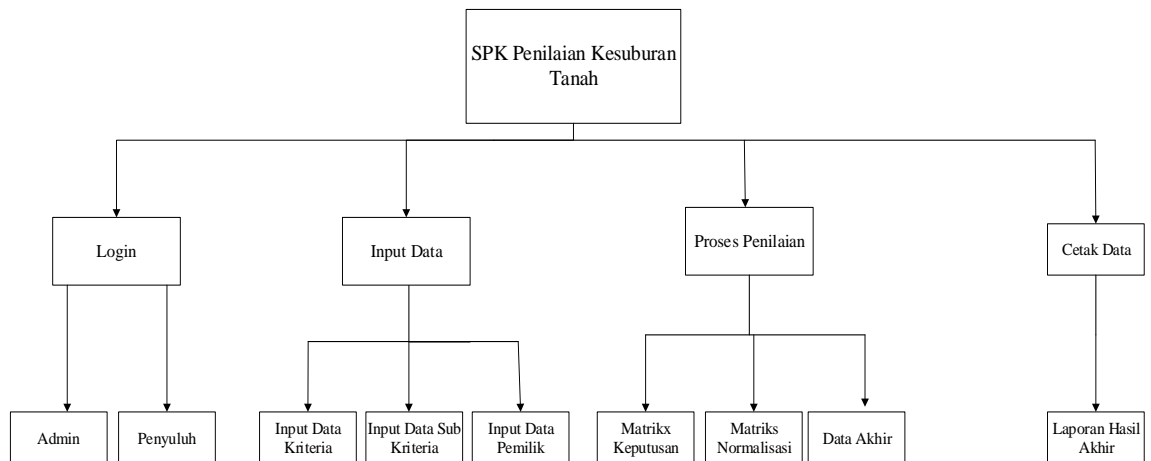 SPK Penilaian Kesuburan
Tanah
Login
Input Data
Proses Penilaian
Cetak Data
Admin
Penyuluh
Input Data
Kriteria
Input Data Sub
Kriteria
Input Data
Pemilik
Matrikx
Keputusan
Matriks
Normalisasi
Data Akhir
Laporan Hasil
Akhir